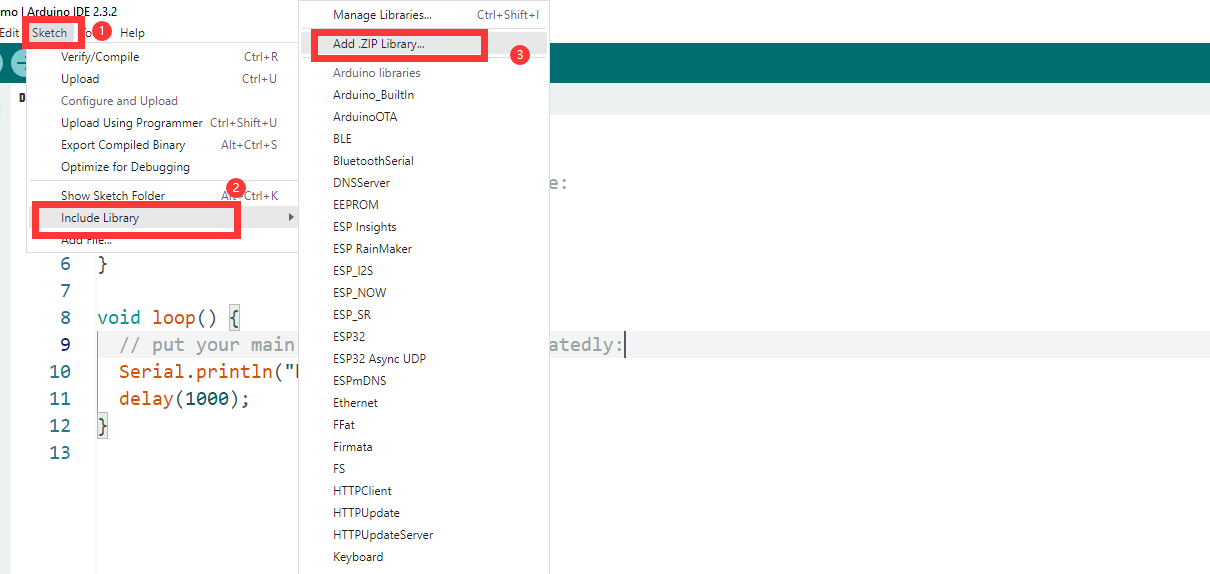 mo | Arduino IDE 2.3.2
Edit Sketch 1 Help
Verify/Compile Ctrl+R
Upload Ctrl+U
Configure and Upload
Upload Using Programmer Ctrl+Shift+U
Export Compiled Binary Alt+Ctrl+S
Optimize for Debugging
2
Show Sketch Folder Alt+Ctrl+K
Include Library
Add File...
Manage Libraries... Ctrl+Shift+I
Add .ZIP Library...
3
Arduino libraries
Arduino_BuiltIn
ArduinoOTA
BLE
BluetoothSerial
DNSServer
EEPROM
ESP Insights
ESP RainMaker
ESP_I2S
ESP_NOW
ESP_SR
ESP32
ESP32 Async UDP
ESPmDNS
Ethernet
FFat
Firmata
FS
HTTPClient
HTTPUpdate
HTTPUpdateServer
Keyboard
e:
6 }
7
8 void loop() {
9 // put your main atedly:
10 Serial.println("
11 delay(1000);
12 }
13